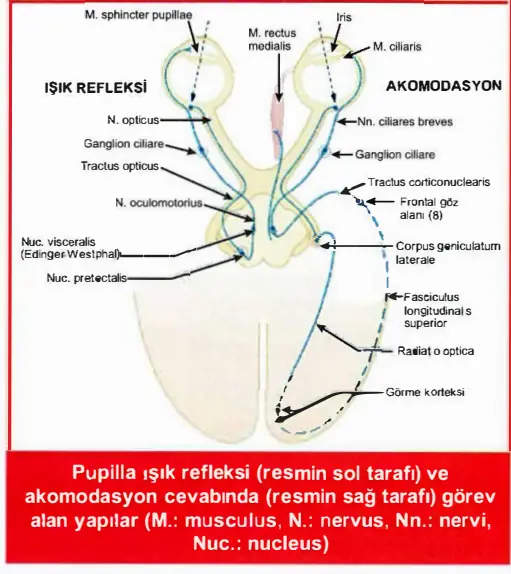 M. sphincter pupillae
Iris
M. rectus
medialis
M. ciliaris
IŞIK REFLEKSİ
AKOMODASYON
N. opticus
Nn. ciliares breves
Ganglion ciliare
Ganglion ciliare
Tractus opticus
Tractus corticonuclearis
N. oculomotorius
Frontal göz
alanı (8)
Nuc. visceralis
(Edinger-Westphal)
Corpus geniculatum
laterale
Nuc. pretectalis
Fasciculus
longitudinal s
superior
Radiat o optica
Görme korteksi
Pupilla ışık refleksi (resmin sol tarafı) ve
akomodasyon cevabında (resmin sağ tarafı) görev
alan yapılar (M.: musculus, N.: nervus, Nn.: nervi,
Nuc.: nucleus)